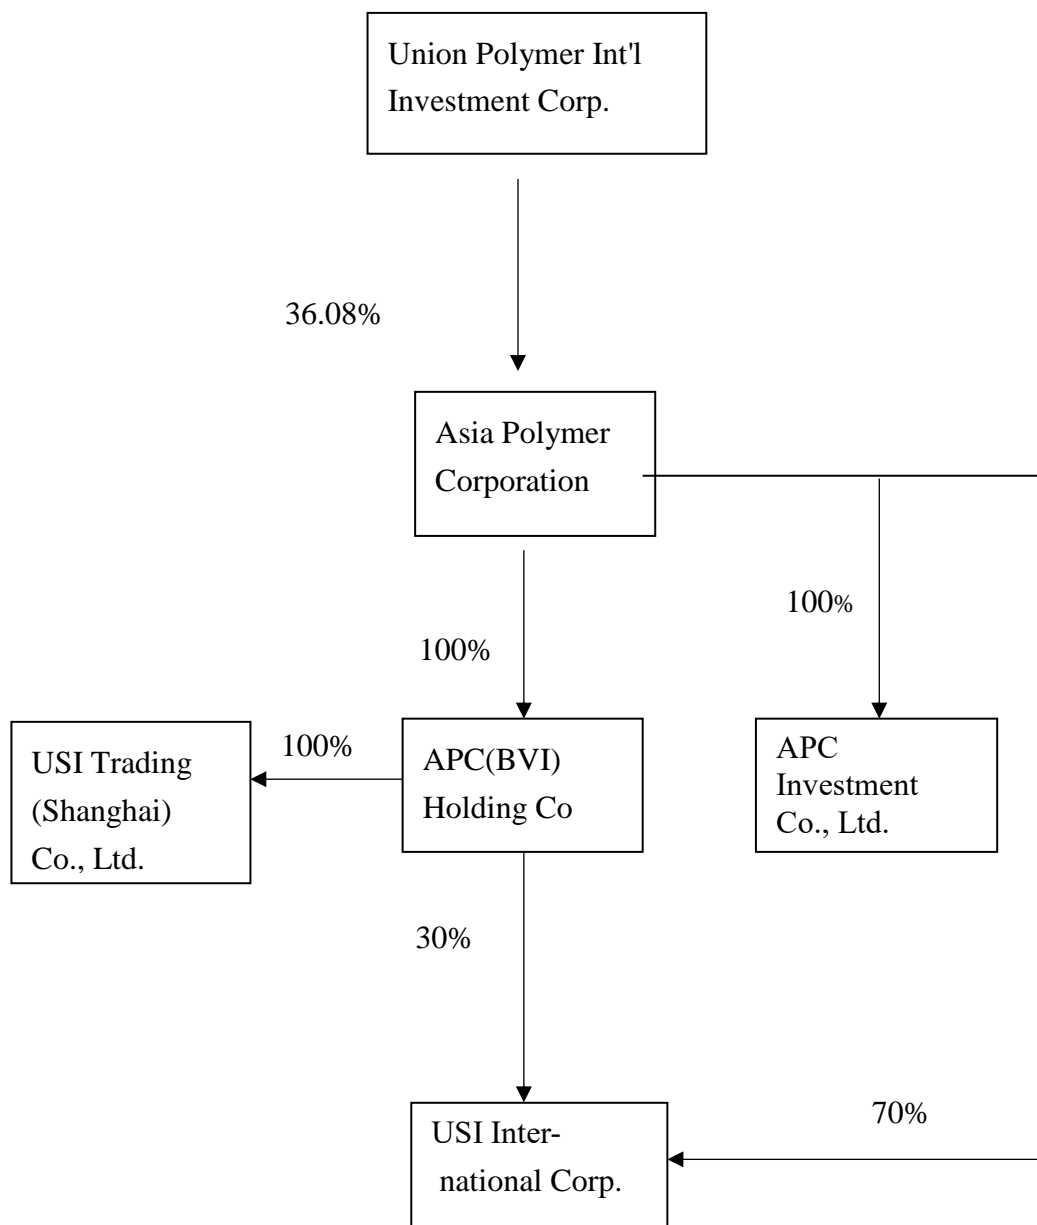 Union Polymer Int'l
Investment Corp.
36.08%
Asia Polymer
Corporation
100%
100%
100%
USI Trading
(Shanghai)
Co., Ltd.
APC(BVI)
Holding Co
APC
Investment
Co., Ltd.
30%
70%
USI Inter-
national Corp.